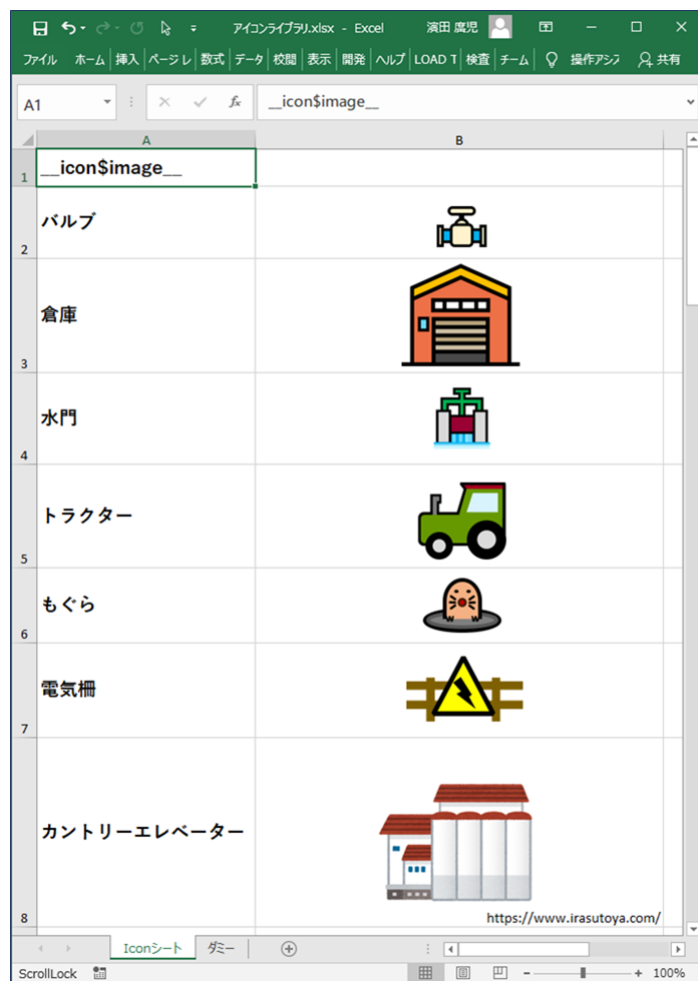 アイコンライブラリ.xlsx - Excel 濱田 度児
ファイル ホーム 挿入 ページ レ 数式 データ 校閲 表示 開発 ヘルプ LOAD T 検査 チーム 操作アシス 共有
A1 fx __icon$image__
A B
1 __icon$image__
2 バルブ
3 倉庫
4 水門
5 トラクター
6 もぐら
7 電気柵
8 カントリーエレベーター
https://www.irasutoya.com/
Iconシート ダミー
ScrollLock 100%